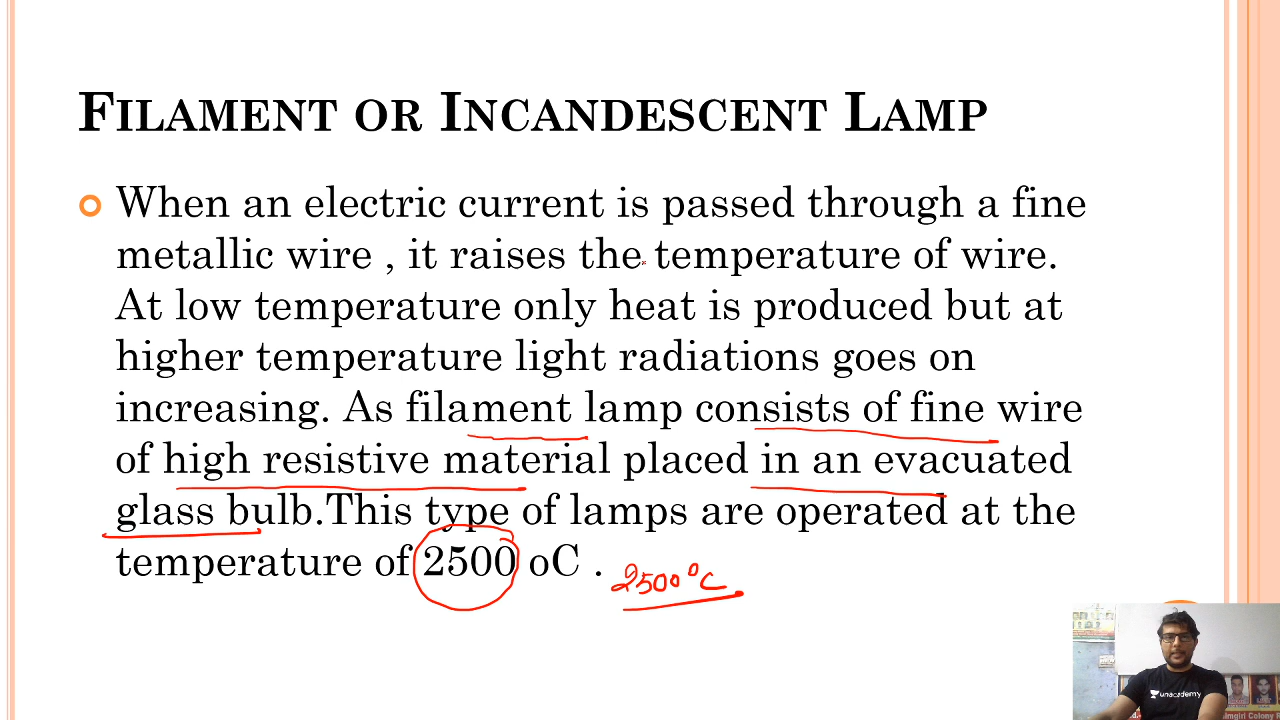 FILAMENT OR INCANDESCENT LAMP
When an electric current is passed through a fine
metallic wire , it raises the temperature of wire.
At low temperature only heat is produced but at
higher temperature light radiations goes on
increasing. As filament lamp consists of fine wire
of high resistive material placed in an evacuated
glass bulb.This type of lamps are operated at the
temperature of 2500 oC .
2500°C
unacademy
Colony